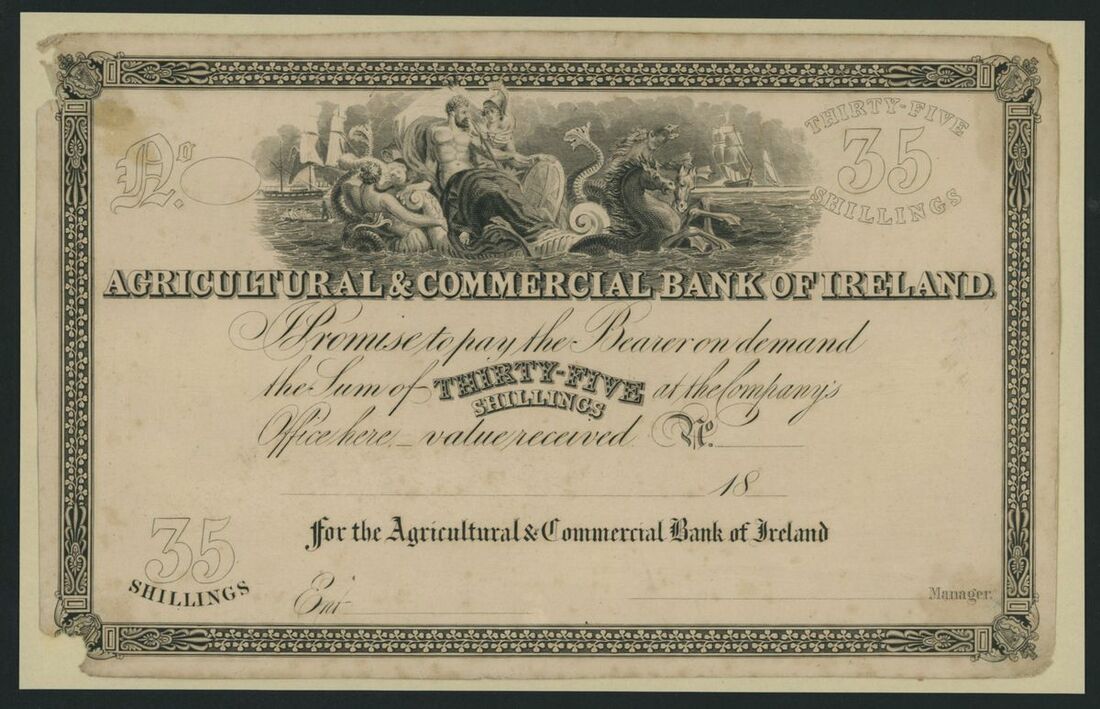 No.
THIRTY-FIVE
35
SHILLINGS
AGRICULTURAL & COMMERCIAL BANK OF IRELAND.
I Promise to pay the Bearer on demand
the Sum of THIRTY-FIVE SHILLINGS at the Company's
Office here, – value received No.
18
For the Agricultural & Commercial Bank of Ireland
35
SHILLINGS
Ent.
Manager.